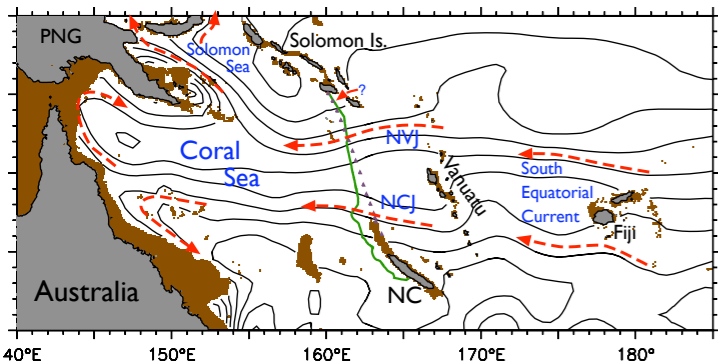 PNG
Solomon
Sea
Solomon Is.
?
Coral
Sea
NVJ
Vanuatu
South
Equatorial
Current
NCJ
Fiji
NC
Australia
140°E
150°E
160°E
170°E
180°